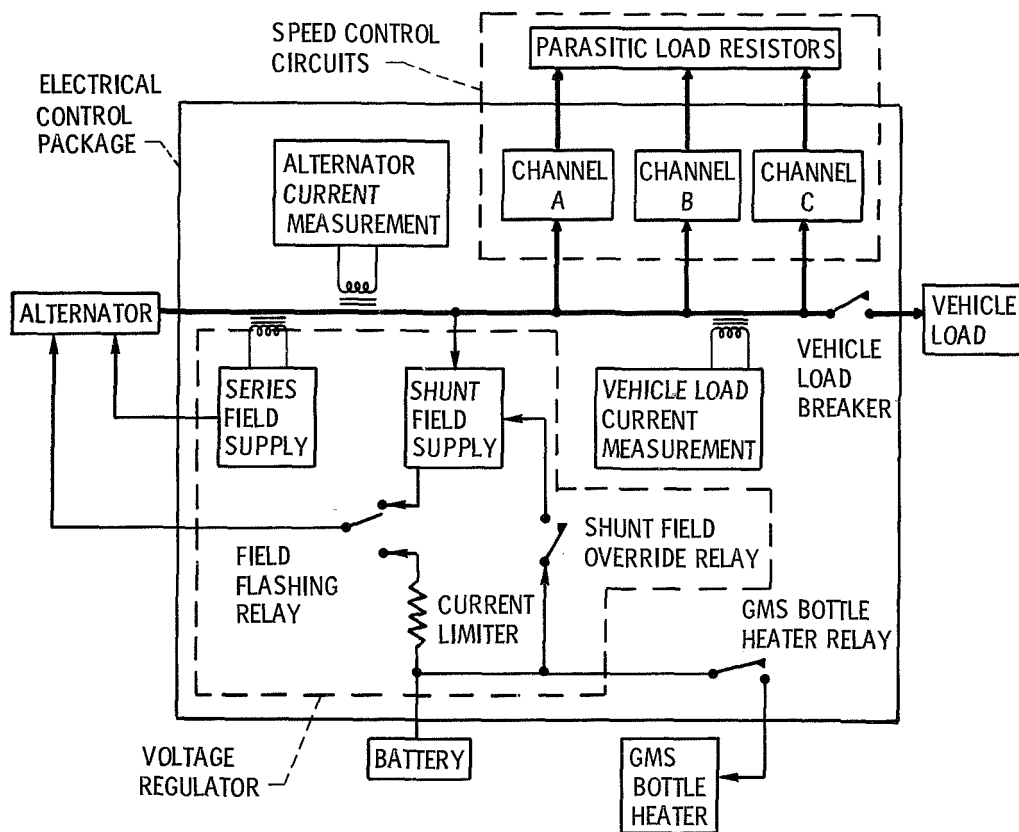 SPEED CONTROL
CIRCUITS
PARASITIC LOAD RESISTORS
ELECTRICAL
CONTROL
PACKAGE
ALTERNATOR
CURRENT
MEASUREMENT
CHANNEL
A
CHANNEL
B
CHANNEL
C
ALTERNATOR
VEHICLE
LOAD
VEHICLE
LOAD
BREAKER
SERIES
FIELD
SUPPLY
SHUNT
FIELD
SUPPLY
VEHICLE LOAD
CURRENT
MEASUREMENT
FIELD
FLASHING
RELAY
SHUNT FIELD
OVERRIDE RELAY
CURRENT
LIMITER
GMS BOTTLE
HEATER RELAY
VOLTAGE
REGULATOR
BATTERY
GMS
BOTTLE
HEATER